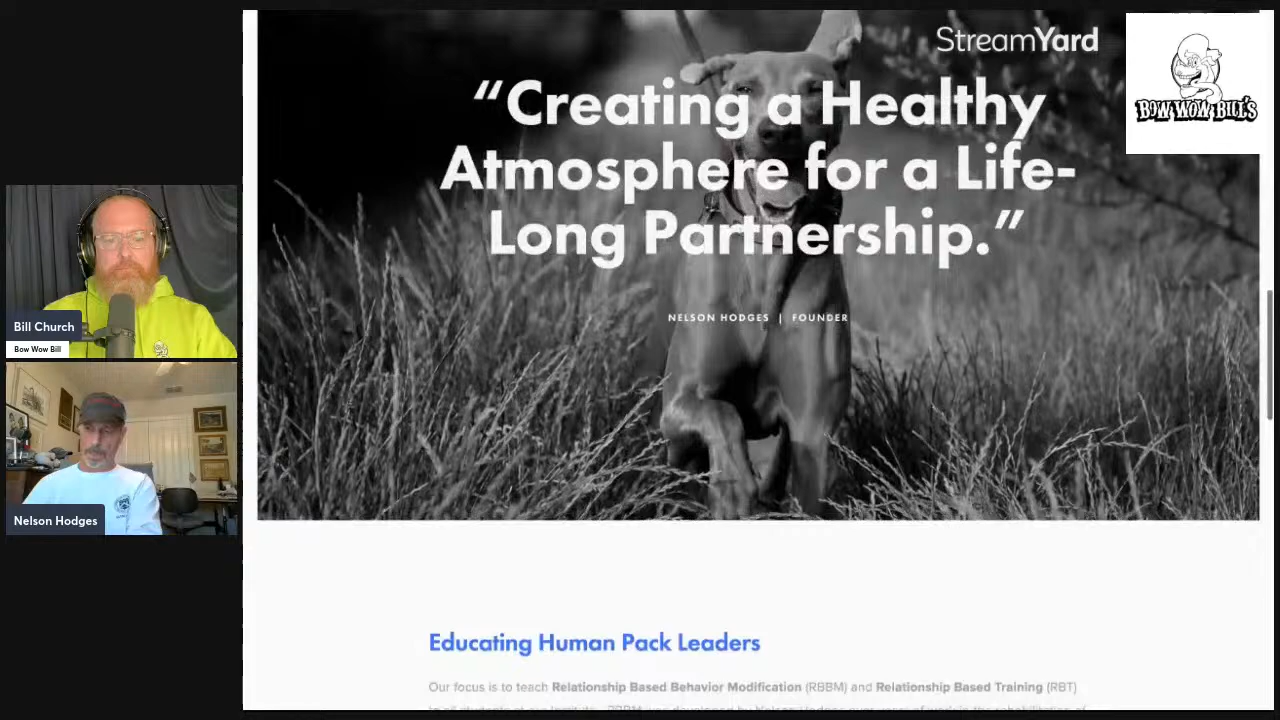 StreamYard
BOW WOW BILL'S
“Creating a Healthy
Atmosphere for a Life-
Long Partnership.”
NELSON HODGES | FOUNDER
Bill Church
Bow Wow Bill
Nelson Hodges
Educating Human Pack Leaders
Our focus is to teach Relationship Based Behavior Modification (RBBM) and Relationship Based Training (RBT)